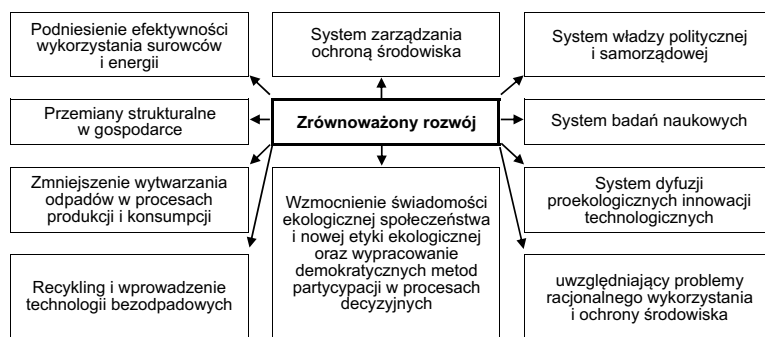 Podniesienie efektywności
wykorzystania surowców
i energii
System zarządzania
ochroną środowiska
System władzy politycznej
i samorządowej
Przemiany strukturalne
w gospodarce
Zrównoważony rozwój
System badań naukowych
Zmniejszenie wytwarzania
odpadów w procesach
produkcji i konsumpcji
Wzmocnienie świadomości
ekologicznej społeczeństwa
i nowej etyki ekologicznej
oraz wypracowanie
demokratycznych metod
partycypacji w procesach
decyzyjnych
System dyfuzji
proekologicznych innowacji
technologicznych
Recykling i wprowadzenie
technologii bezodpadowych
uwzględniający problemy
racjonalnego wykorzystania
i ochrony środowiska